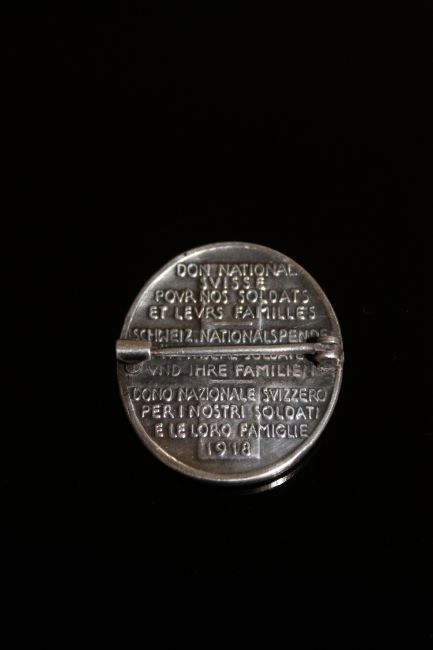 DON NATIONAL
SVISSE
POVR NOS SOLDATS
ET LEVRS FAMILLES
SCHWEIZ. NATIONALSPENDE
SOLDATE
VND IHRE FAMILIEN
DONO NAZIONALE SVIZZERO
PER I NOSTRI SOLDATI
E LE LORO FAMIGLIE
1918